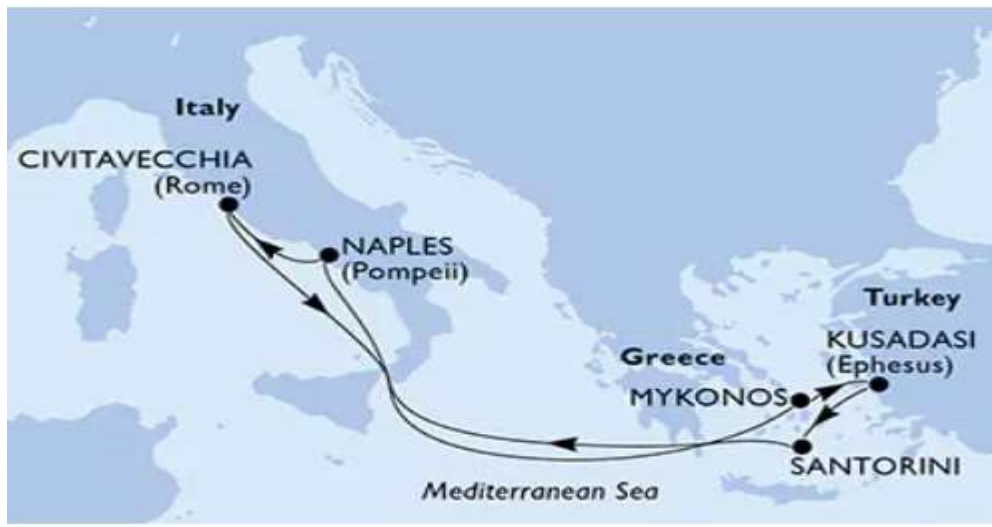 Italy
CIVITAVECCHIA
(Rome)
NAPLES
(Pompeii)
Turkey
KUSADASI
(Ephesus)
Greece
MYKONOS
SANTORINI
Mediterranean Sea